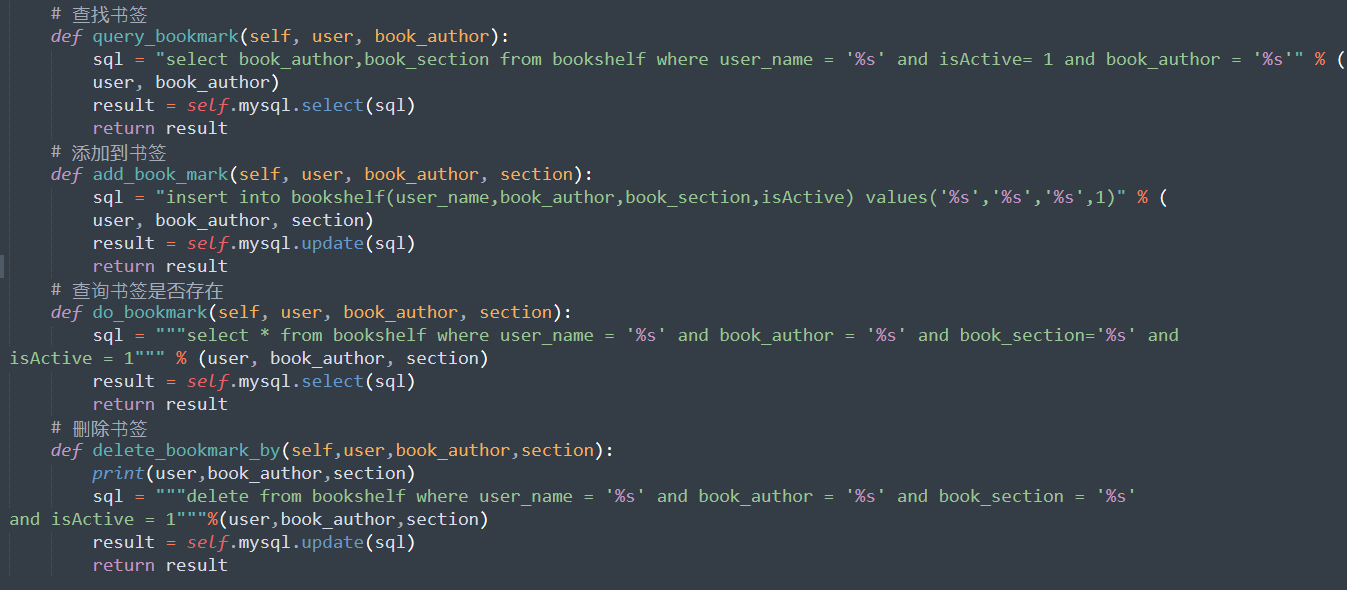 # 查找书签
def query_bookmark(self, user, book_author):
sql = "select book_author,book_section from bookshelf where user_name = '%s' and isActive= 1 and book_author = '%s'" % (
user, book_author)
result = self.mysql.select(sql)
return result
# 添加到书签
def add_book_mark(self, user, book_author, section):
sql = "insert into bookshelf(user_name,book_author,book_section,isActive) values('%s','%s','%s',1)" % (
user, book_author, section)
result = self.mysql.update(sql)
return result
# 查询书签是否存在
def do_bookmark(self, user, book_author, section):
sql = """select * from bookshelf where user_name = '%s' and book_author = '%s' and book_section='%s' and
isActive = 1""" % (user, book_author, section)
result = self.mysql.select(sql)
return result
# 删除书签
def delete_bookmark_by(self,user,book_author,section):
print(user,book_author,section)
sql = """delete from bookshelf where user_name = '%s' and book_author = '%s' and book_section = '%s'
and isActive = 1"""%(user,book_author,section)
result = self.mysql.update(sql)
return result